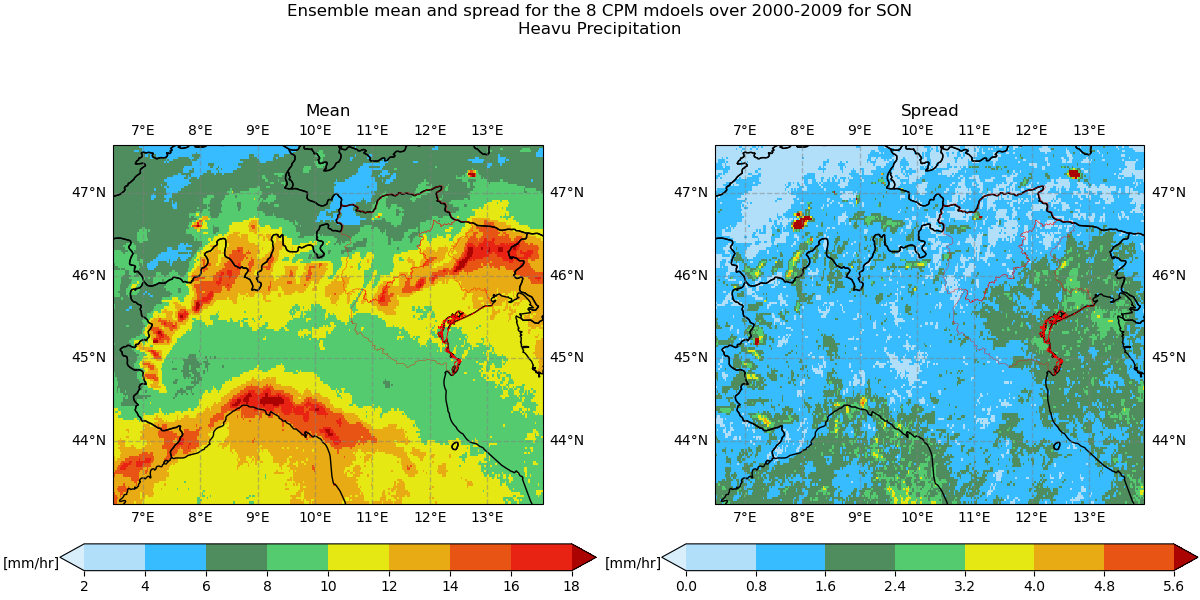 Ensemble mean and spread for the 8 CPM mdoels over 2000-2009 for SON
Heavu Precipitation
Mean
Spread
7°E 8°E 9°E 10°E 11°E 12°E 13°E
7°E 8°E 9°E 10°E 11°E 12°E 13°E
47°N 47°N 47°N 47°N
46°N 46°N 46°N 46°N
45°N 45°N 45°N 45°N
44°N 44°N 44°N 44°N
7°E 8°E 9°E 10°E 11°E 12°E 13°E
7°E 8°E 9°E 10°E 11°E 12°E 13°E
[mm/hr]
2 4 6 8 10 12 14 16 18
[mm/hr]
0.0 0.8 1.6 2.4 3.2 4.0 4.8 5.6